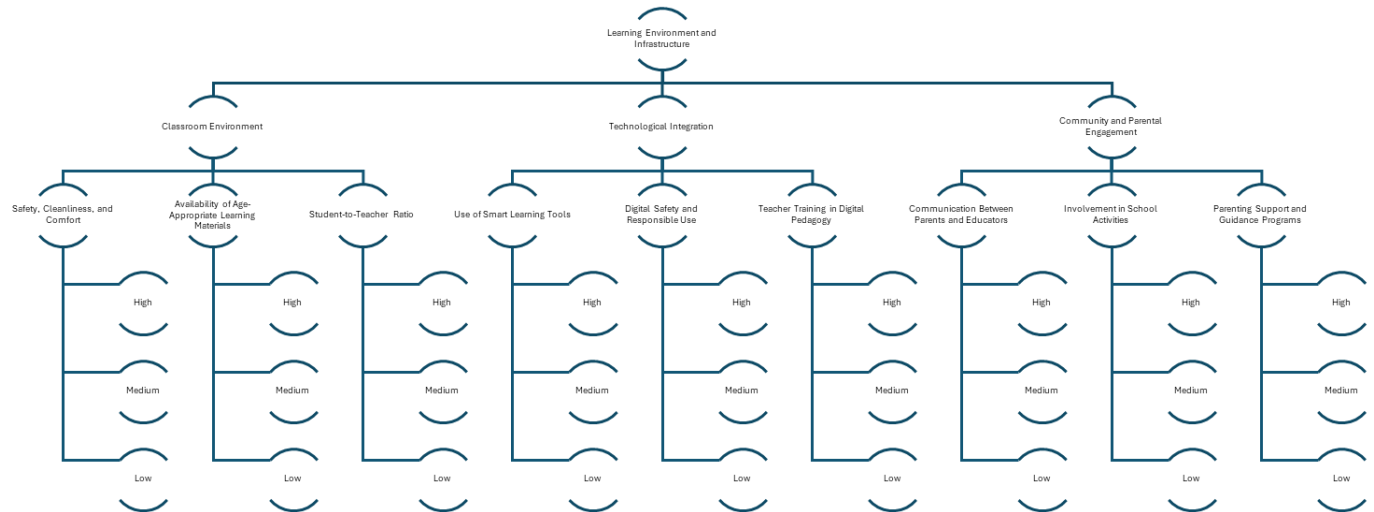 Learning Environment and
Infrastructure
Classroom Environment
Technological Integration
Community and Parental
Engagement
Safety, Cleanliness, and
Comfort
Availability of Age-
Appropriate Learning
Materials
Student-to-Teacher Ratio
Use of Smart Learning Tools
Digital Safety and
Responsible Use
Teacher Training in Digital
Pedagogy
Communication Between
Parents and Educators
Involvement in School
Activities
Parenting Support and
Guidance Programs
High
High
High
High
High
High
High
High
High
Medium
Medium
Medium
Medium
Medium
Medium
Medium
Medium
Medium
Low
Low
Low
Low
Low
Low
Low
Low
Low